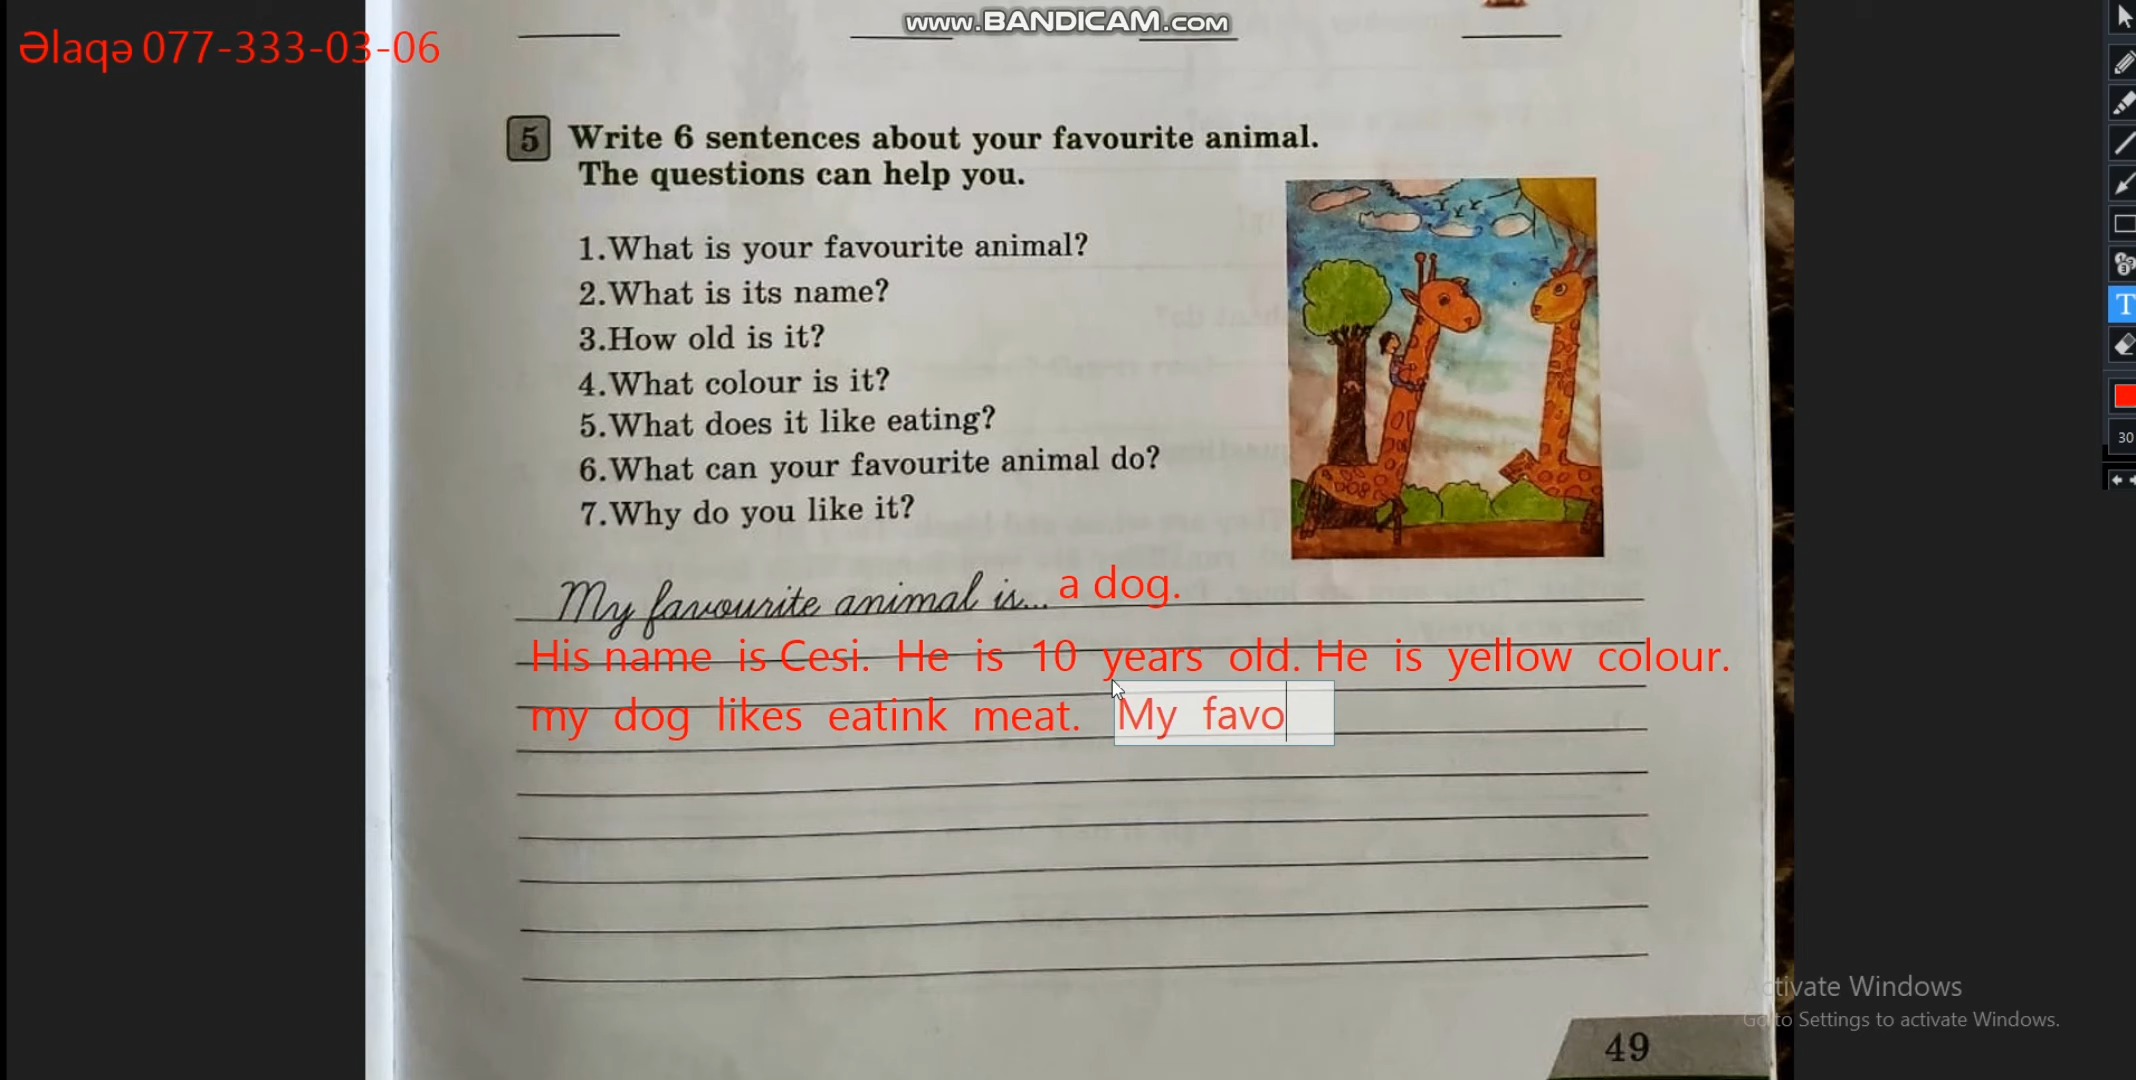 www.BANDICAM.com
Əlaqə 077-333-03-06
5 Write 6 sentences about your favourite animal.
The questions can help you.
1.What is your favourite animal?
2.What is its name?
3.How old is it?
4.What colour is it?
5.What does it like eating?
6.What can your favourite animal do?
7.Why do you like it?
My favourite animal is... a dog.
His name is Cesi. He is 10 years old. He is yellow colour.
my dog likes eatink meat. My favo
T
30
Activate Windows
Go to Settings to activate Windows.
49